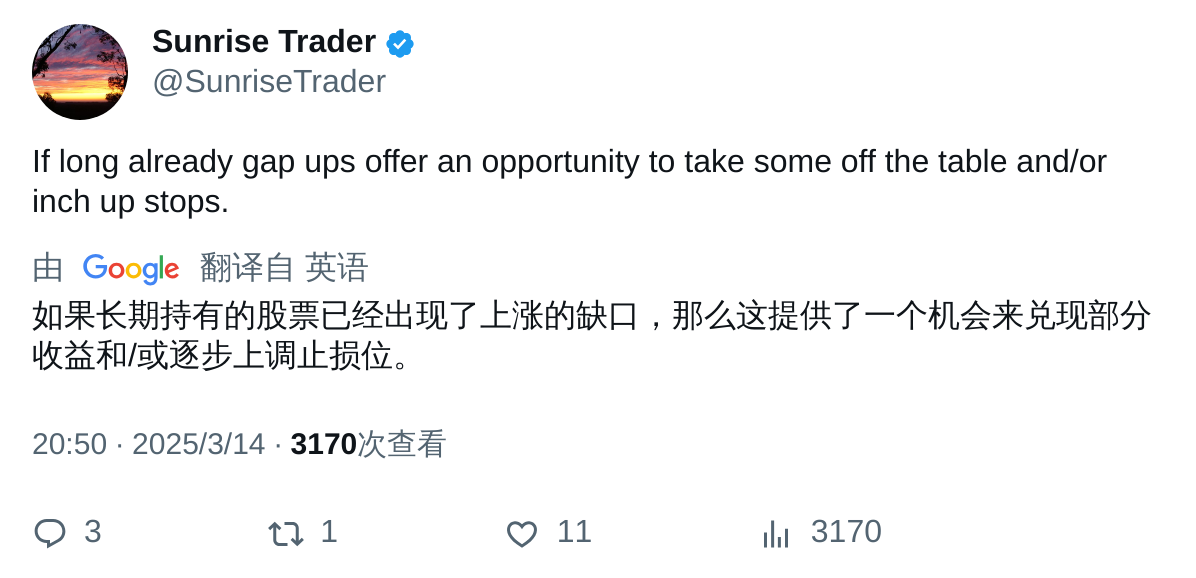 Sunrise Trader
@SunriseTrader
If long already gap ups offer an opportunity to take some off the table and/or
inch up stops.
由 Google 翻译自 英语
如果长期持有的股票已经出现了上涨的缺口，那么这提供了一个机会来兑现部分
收益和/或逐步上调止损位。
20:50 · 2025/3/14 · 3170次查看
3 1 11 3170